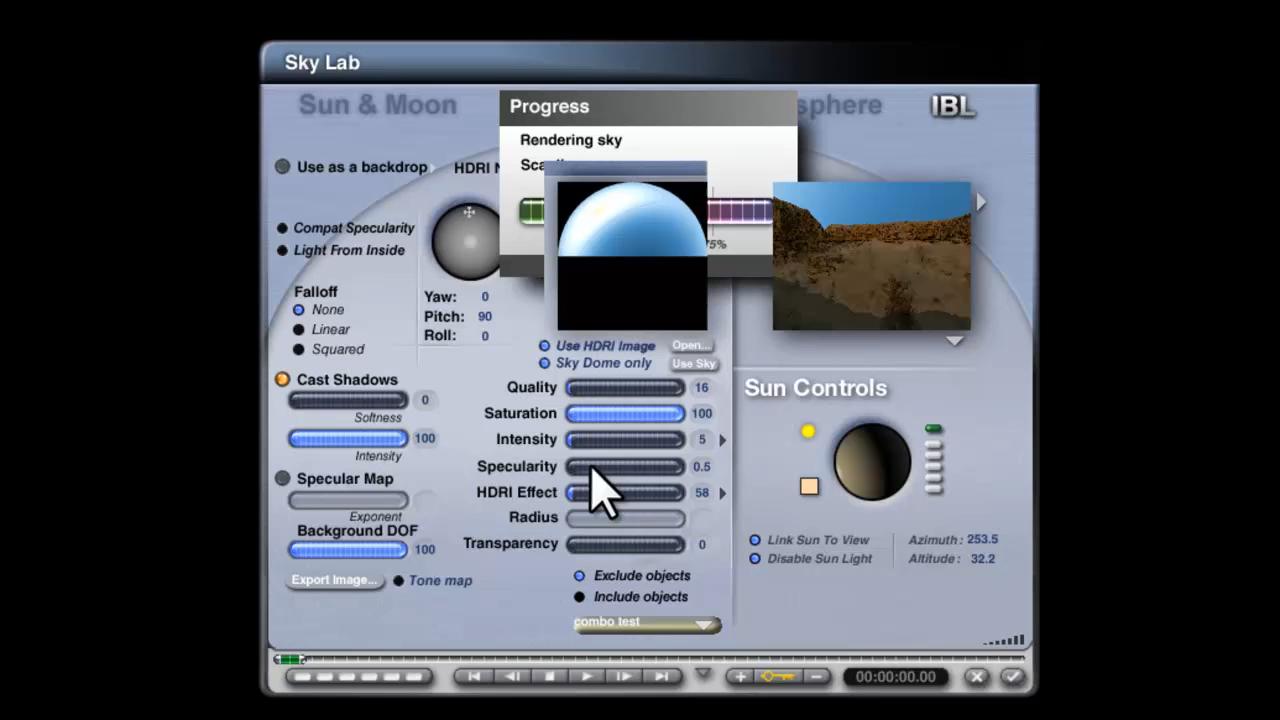 Sky Lab
Sun & Moon
sphere
IBL
Progress
Rendering sky
Use as a backdrop
HDRI
75%
Compat Specularity
Light From Inside
Falloff
None
Linear
Squared
Yaw: 0
Pitch: 90
Roll: 0
Use HDRI Image
Open...
Sky Dome only
Use Sky
Cast Shadows
0
Softness
100
Intensity
Specular Map
Exponent
Background DOF
100
Export Image...
Tone map
Quality 16
Saturation 100
Intensity 5
Specularity 0.5
HDRI Effect 58
Radius
Transparency 0
Exclude objects
Include objects
combo test
Sun Controls
Link Sun To View
Disable Sun Light
Azimuth: 253.5
Altitude: 32.2
00:00:00.00